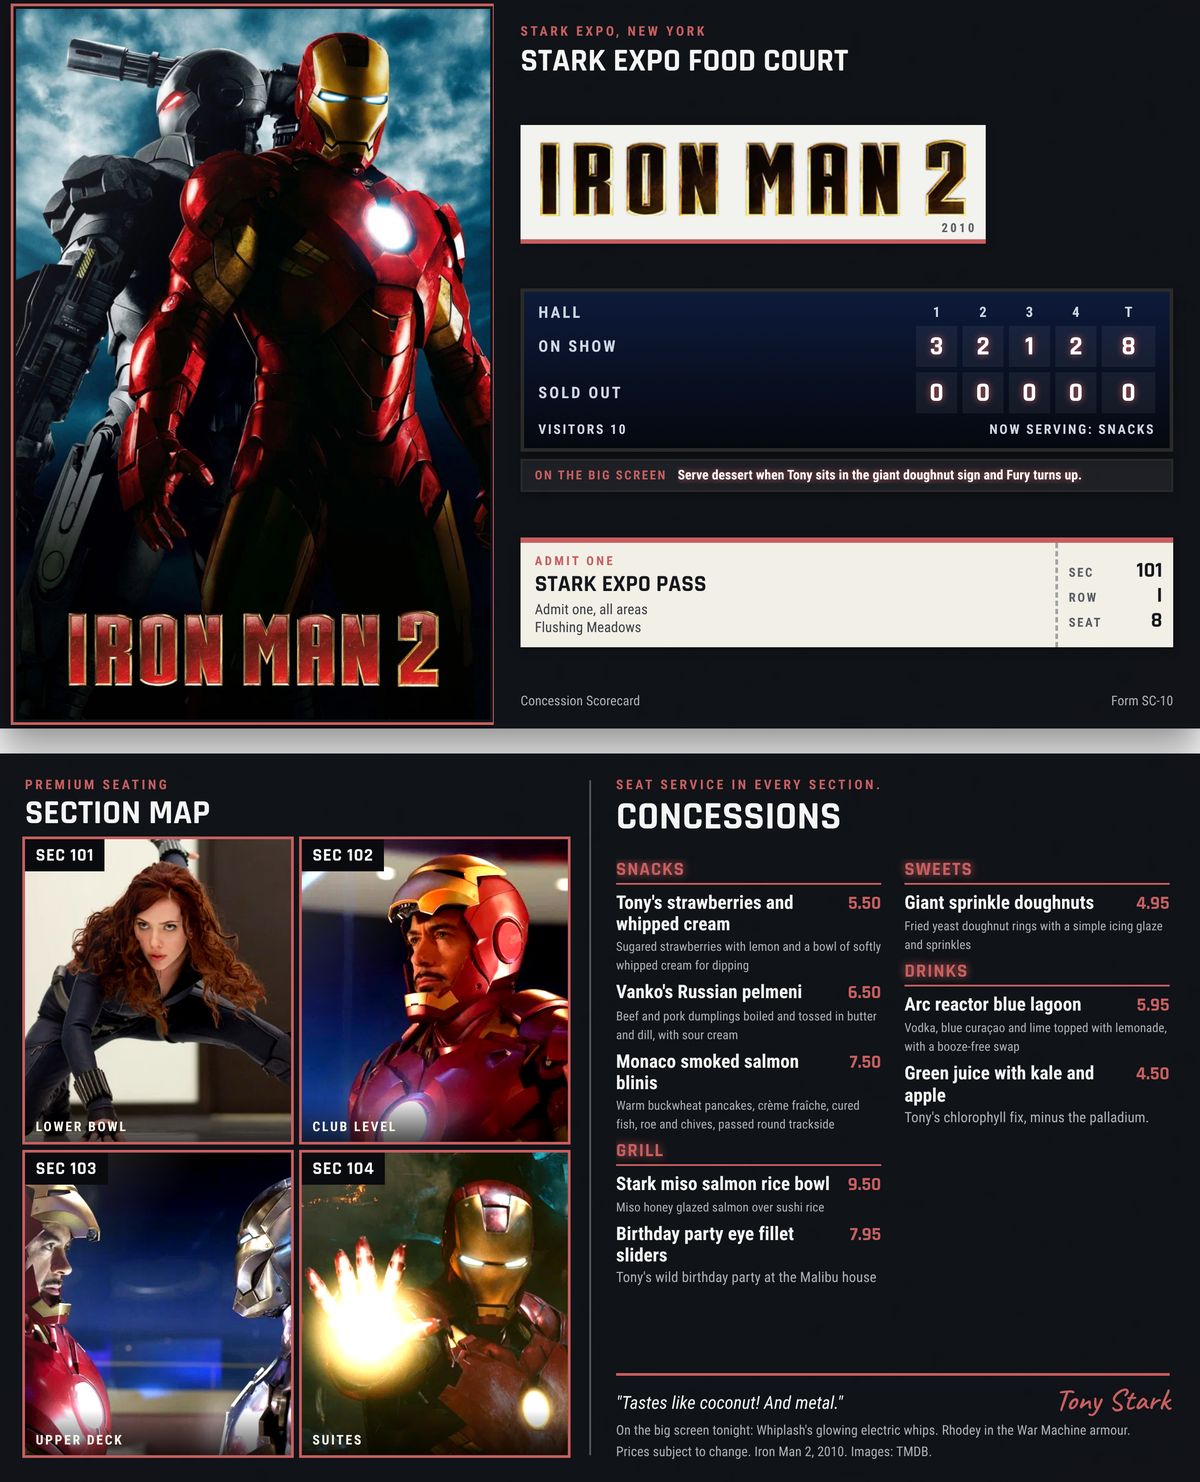 STARK EXPO, NEW YORK
STARK EXPO FOOD COURT
IRON MAN 2
2010
HALL 1 2 3 4 T
ON SHOW 3 2 1 2 8
SOLD OUT 0 0 0 0 0
VISITORS 10 NOW SERVING: SNACKS
ON THE BIG SCREEN Serve dessert when Tony sits in the giant doughnut sign and Fury turns up.
ADMIT ONE
STARK EXPO PASS
Admit one, all areas
Flushing Meadows
SEC 101
ROW I
SEAT 8
IRON MAN 2
Concession Scorecard Form SC-10
PREMIUM SEATING
SECTION MAP
SEC 101
LOWER BOWL
SEC 102
CLUB LEVEL
SEC 103
UPPER DECK
SEC 104
SUITES
SEAT SERVICE IN EVERY SECTION.
CONCESSIONS
SNACKS
Tony's strawberries and 5.50
whipped cream
Sugared strawberries with lemon and a bowl of softly
whipped cream for dipping
Vanko's Russian pelmeni 6.50
Beef and pork dumplings boiled and tossed in butter
and dill, with sour cream
Monaco smoked salmon 7.50
blinis
Warm buckwheat pancakes, crème fraîche, cured
fish, roe and chives, passed round trackside
GRILL
Stark miso salmon rice bowl 9.50
Miso honey glazed salmon over sushi rice
Birthday party eye fillet 7.95
sliders
Tony's wild birthday party at the Malibu house
SWEETS
Giant sprinkle doughnuts 4.95
Fried yeast doughnut rings with a simple icing glaze
and sprinkles
DRINKS
Arc reactor blue lagoon 5.95
Vodka, blue curaçao and lime topped with lemonade,
with a booze-free swap
Green juice with kale and 4.50
apple
Tony's chlorophyll fix, minus the palladium.
"Tastes like coconut! And metal." Tony Stark
On the big screen tonight: Whiplash's glowing electric whips. Rhodey in the War Machine armour.
Prices subject to change. Iron Man 2, 2010. Images: TMDB.